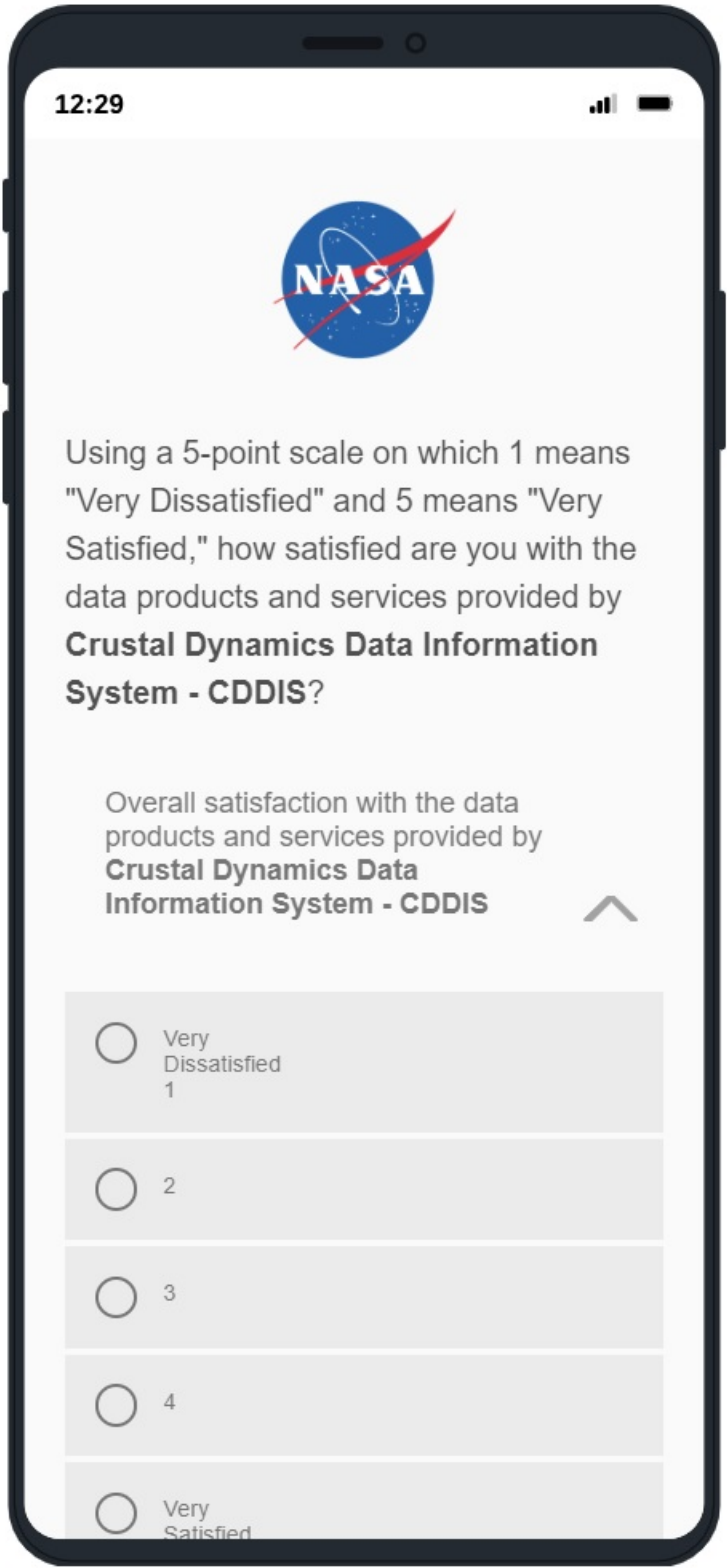 12:29
NASA
Using a 5-point scale on which 1 means
"Very Dissatisfied" and 5 means "Very
Satisfied," how satisfied are you with the
data products and services provided by
Crustal Dynamics Data Information
System - CDDIS?
Overall satisfaction with the data
products and services provided by
Crustal Dynamics Data
Information System - CDDIS
Very
Dissatisfied
1
2
3
4
Very
Satisfied